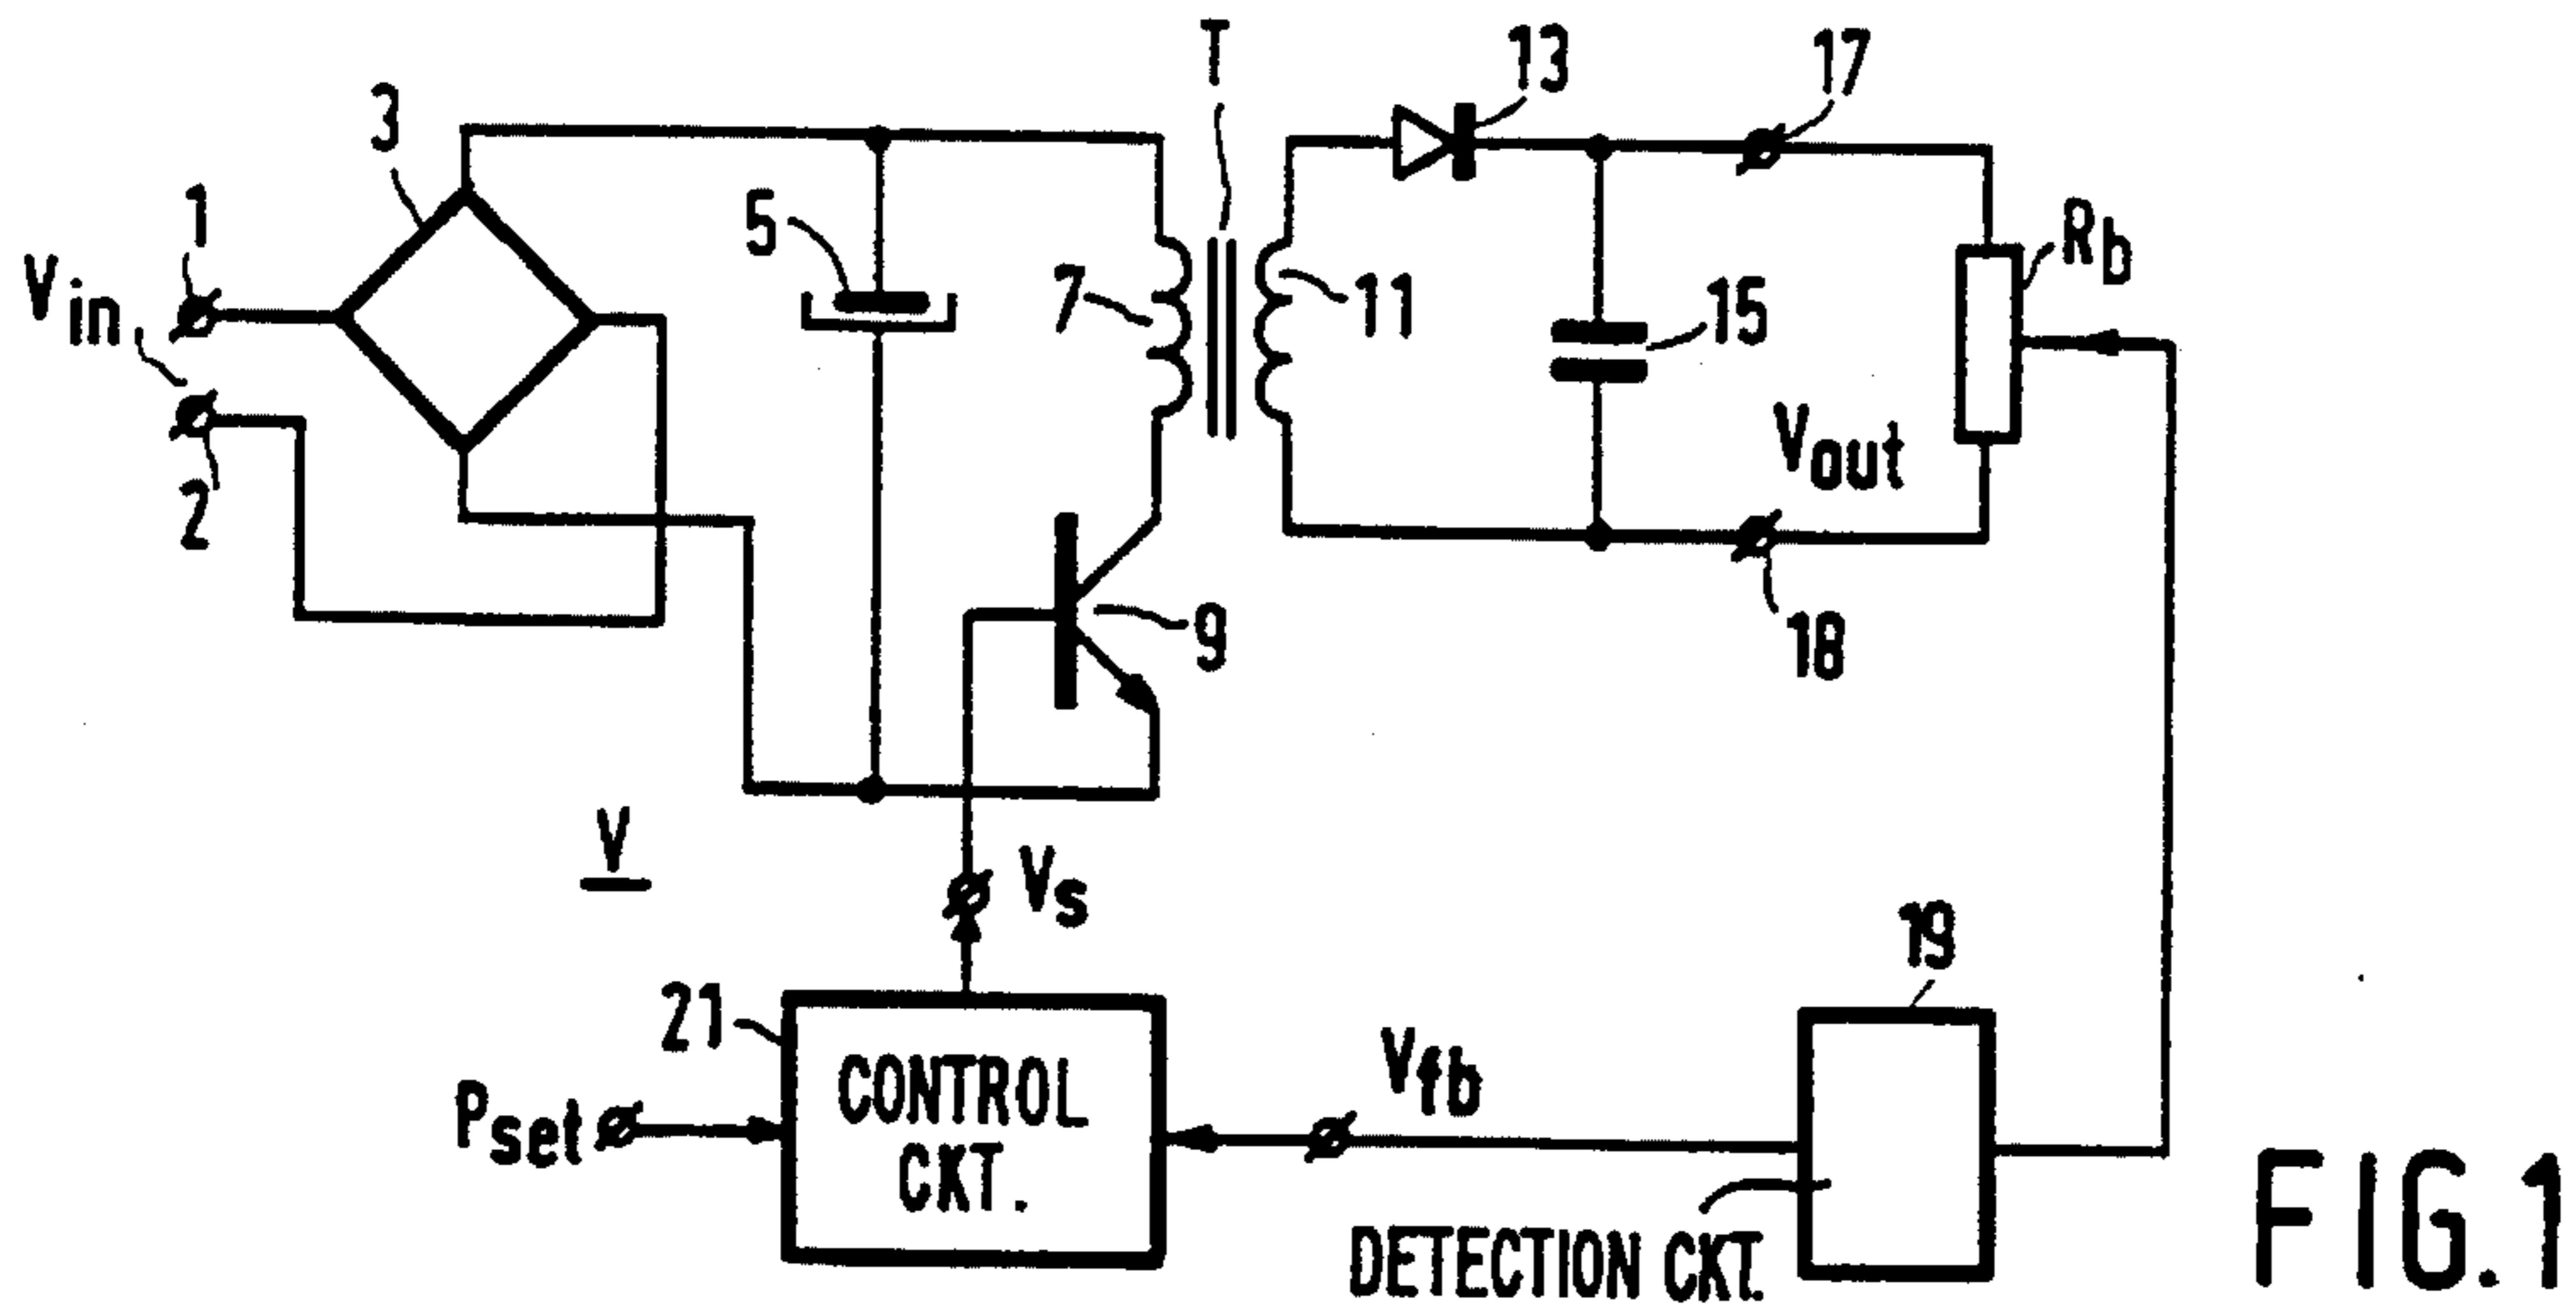 T
13
17
3
1
5
Rb
Vin
7
11
15
Vout
2
9
18
V
Vs
19
21
Vfb
CONTROL
CKT.
Pset
DETECTION CKT.
FIG.1